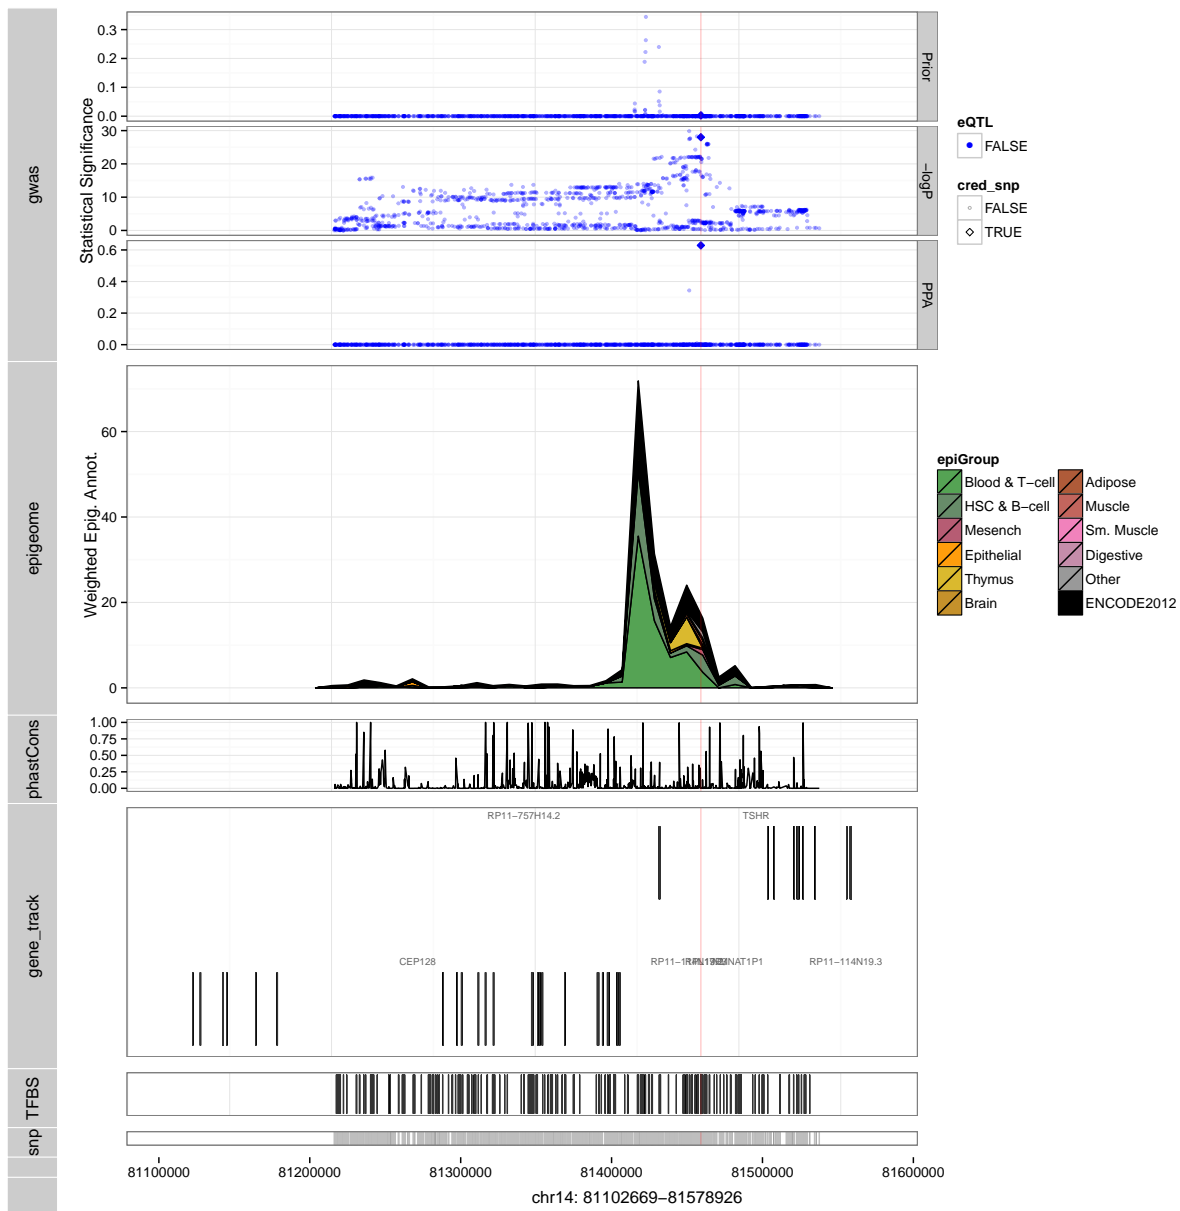 gwas
Statistical Significance
0.3
0.2
0.1
0.0
Prior
30
20
10
0
−logP
0.6
0.4
0.2
0.0
PPA
eQTL
FALSE
cred_snp
FALSE
TRUE
epigeome
Weighted Epig. Annot.
60
40
20
0
epiGroup
Blood & T−cell
HSC & B−cell
Mesench
Epithelial
Thymus
Brain
Adipose
Muscle
Sm. Muscle
Digestive
Other
ENCODE2012
phastCons
1.00
0.75
0.50
0.25
0.00
gene_track
RP11−757H14.2
TSHR
CEP128
RP11−114N19.3
TFBS
snp
81100000
81200000
81300000
81400000
81500000
81600000
chr14: 81102669−81578926